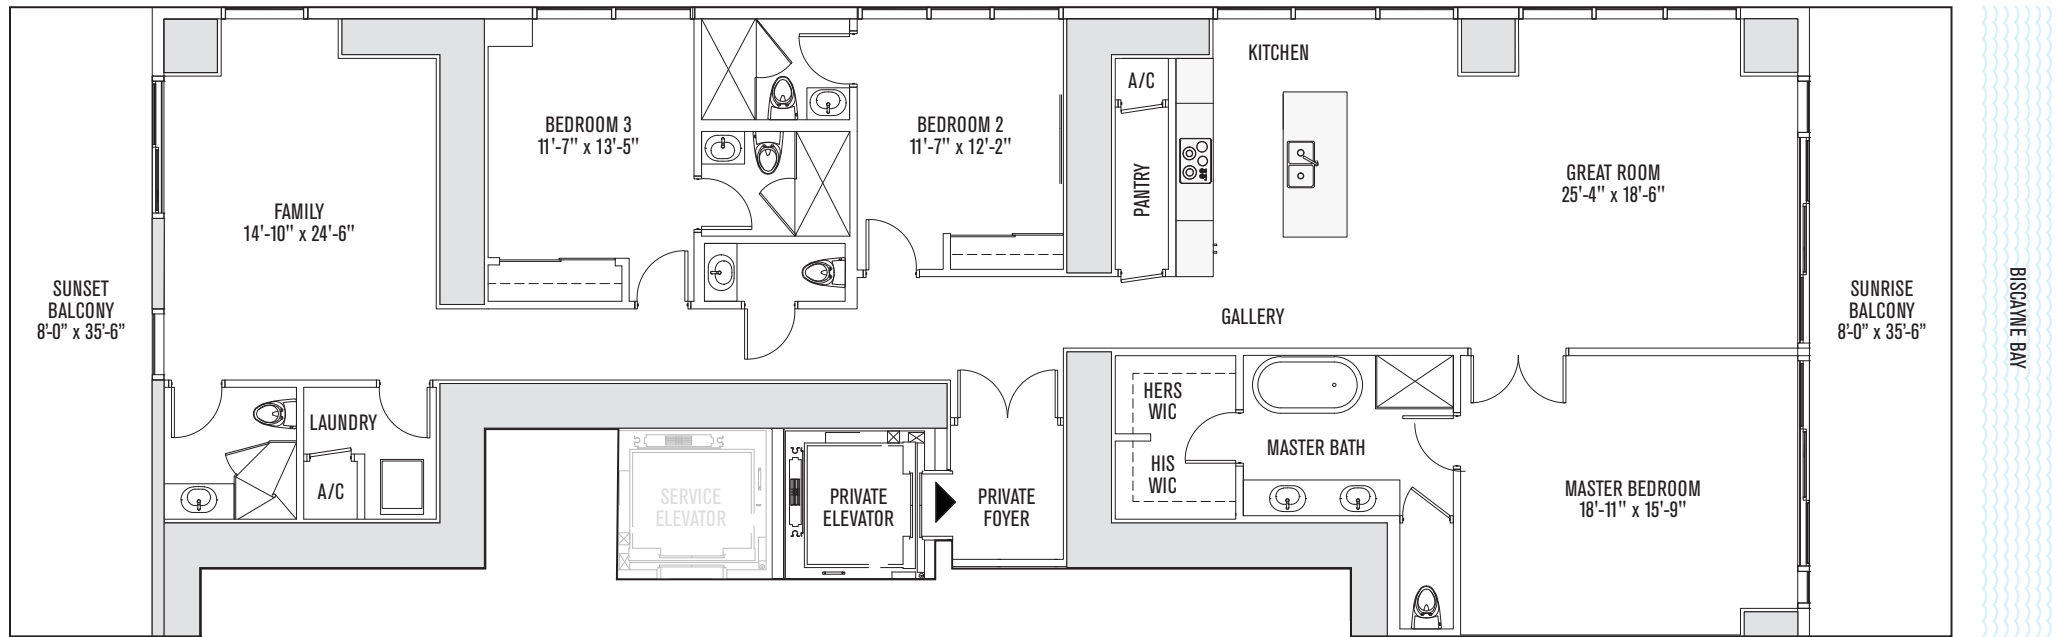 SUNSET
BALCONY
8'-0" x 35'-6"
FAMILY
14'-10" x 24'-6"
BEDROOM 3
11'-7" x 13'-5"
BEDROOM 2
11'-7" x 12'-2"
A/C
PANTRY
KITCHEN
GREAT ROOM
25'-4" x 18'-6"
GALLERY
SUNRISE
BALCONY
8'-0" x 35'-6"
BISCAYNE BAY
LAUNDRY
A/C
SERVICE
ELEVATOR
PRIVATE
ELEVATOR
PRIVATE
FOYER
HERS
WIC
HIS
WIC
MASTER BATH
MASTER BEDROOM
18'-11" x 15'-9"